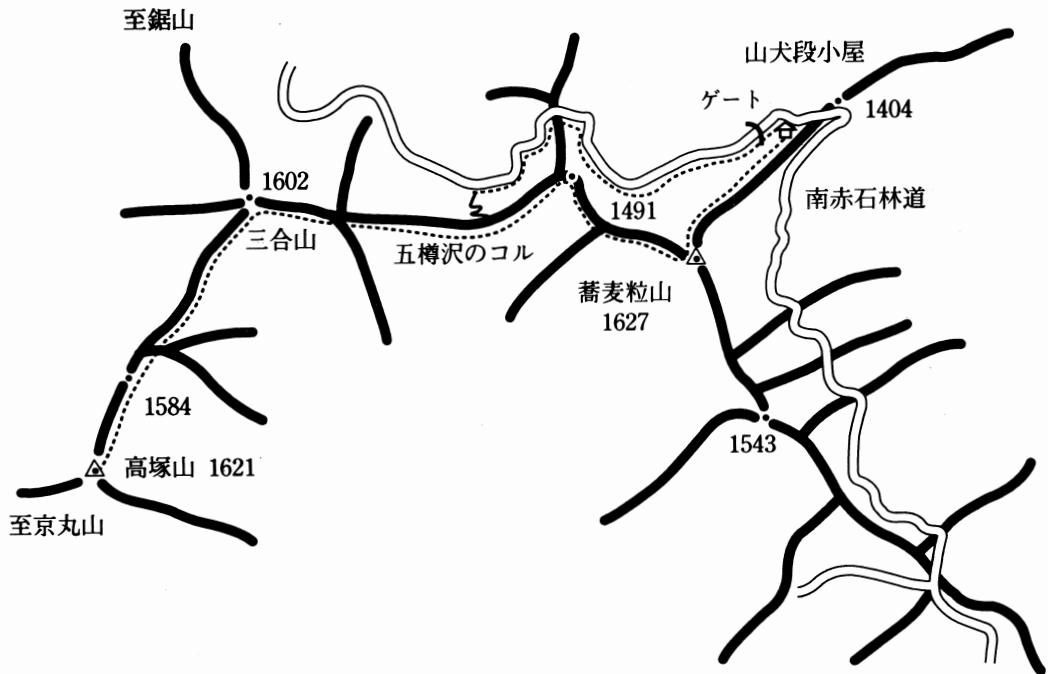 至鋸山
山犬段小屋
ゲート
1404
1602
南赤石林道
1491
三合山
五樽沢のコル
蕎麦粒山
1627
1584
1543
高塚山 1621
至京丸山